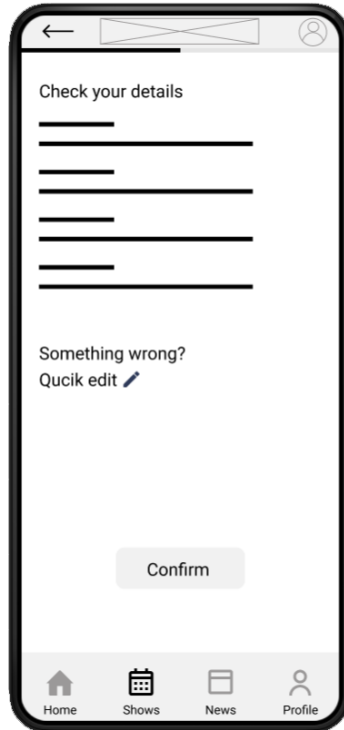 Check your details
Something wrong?
Qucik edit
Confirm
Home Shows News Profile